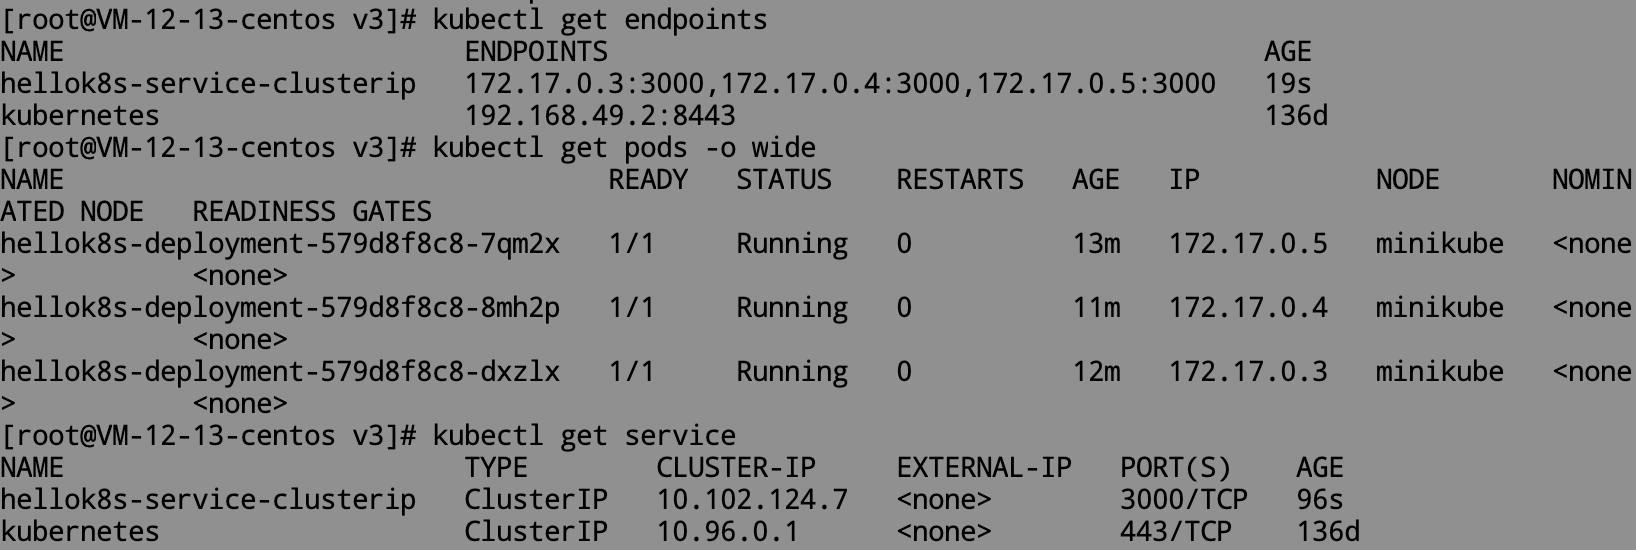 [root@VM-12-13-centos v3]# kubectl get endpoints
NAME                         ENDPOINTS                                         AGE
hellok8s-service-clusterip   172.17.0.3:3000,172.17.0.4:3000,172.17.0.5:3000   19s
kubernetes                   192.168.49.2:8443                                 136d
[root@VM-12-13-centos v3]# kubectl get pods -o wide
NAME                                  READY   STATUS    RESTARTS   AGE   IP           NODE       NOMIN
ATED NODE   READINESS GATES
hellok8s-deployment-579d8f8c8-7qm2x   1/1     Running   0          13m   172.17.0.5   minikube   <none
>           <none>
hellok8s-deployment-579d8f8c8-8mh2p   1/1     Running   0          11m   172.17.0.4   minikube   <none
>           <none>
hellok8s-deployment-579d8f8c8-dxzlx   1/1     Running   0          12m   172.17.0.3   minikube   <none
>           <none>
[root@VM-12-13-centos v3]# kubectl get service
NAME                         TYPE        CLUSTER-IP     EXTERNAL-IP   PORT(S)    AGE
hellok8s-service-clusterip   ClusterIP   10.102.124.7   <none>        3000/TCP   96s
kubernetes                   ClusterIP   10.96.0.1      <none>        443/TCP    136d